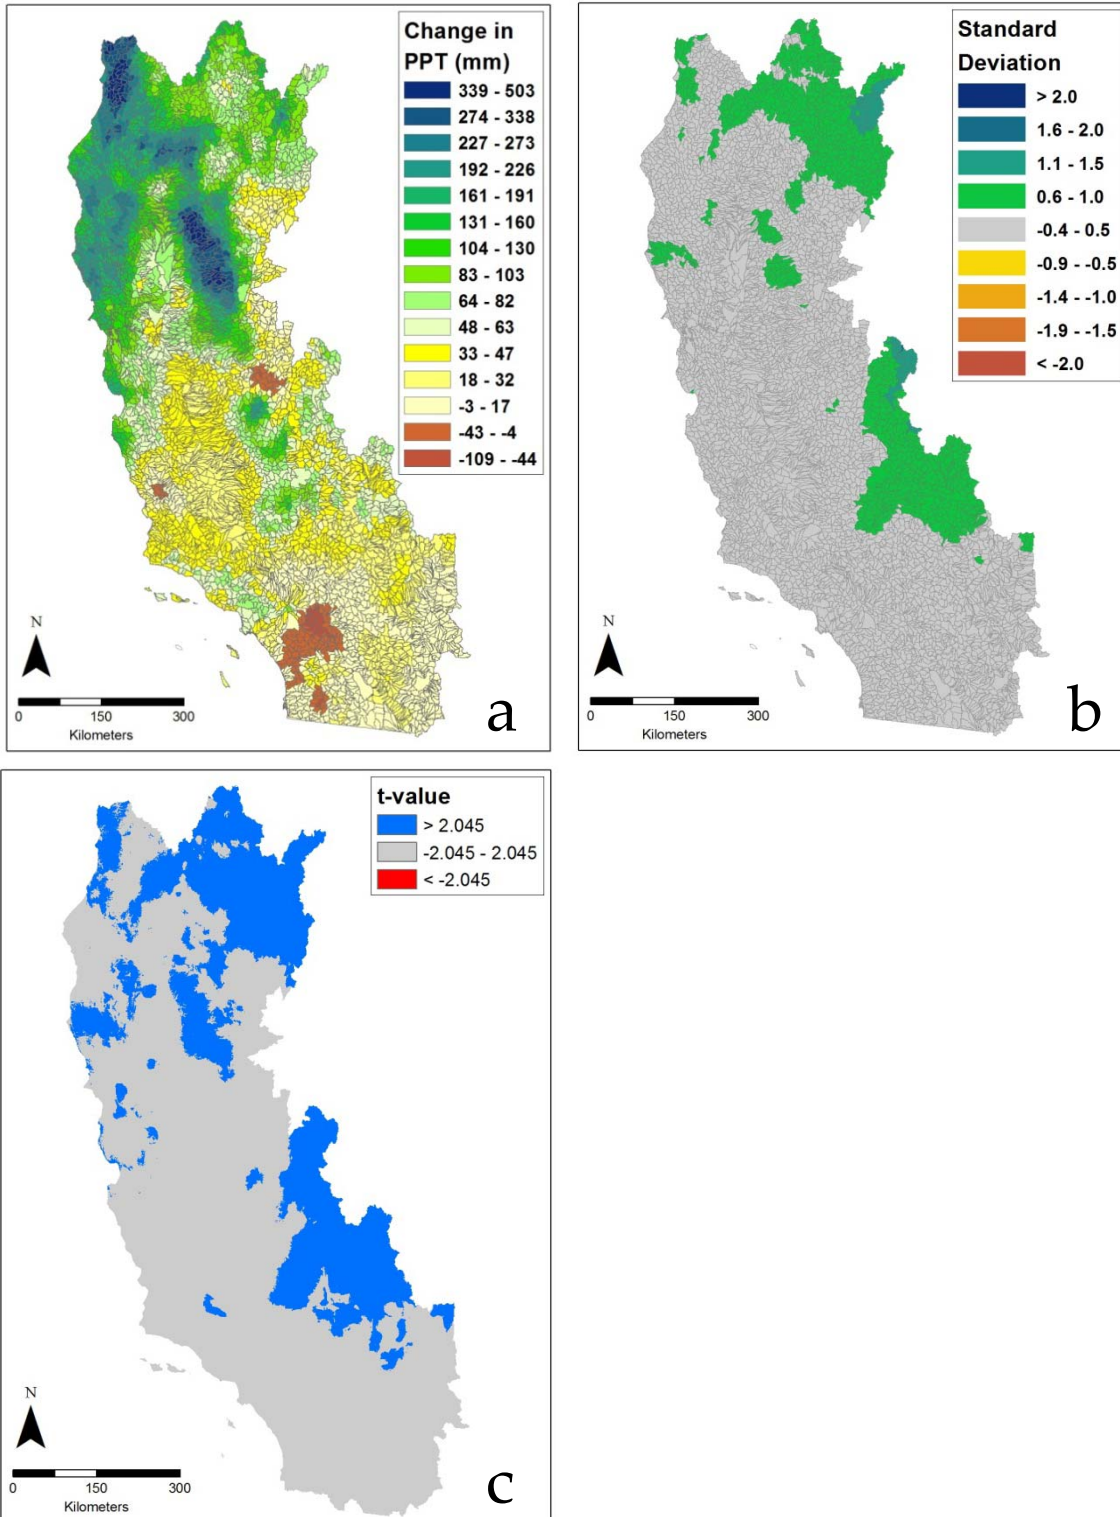 Change in
PPT (mm)
339 - 503
274 - 338
227 - 273
192 - 226
161 - 191
131 - 160
104 - 130
83 - 103
64 - 82
48 - 63
33 - 47
18 - 32
-3 - 17
-43 - -4
-109 - -44
N
0 150 300
Kilometers
a
Standard
Deviation
> 2.0
1.6 - 2.0
1.1 - 1.5
0.6 - 1.0
-0.4 - 0.5
-0.9 - -0.5
-1.4 - -1.0
-1.9 - -1.5
< -2.0
N
0 150 300
Kilometers
b
t-value
> 2.045
-2.045 - 2.045
< -2.045
N
0 150 300
Kilometers
c